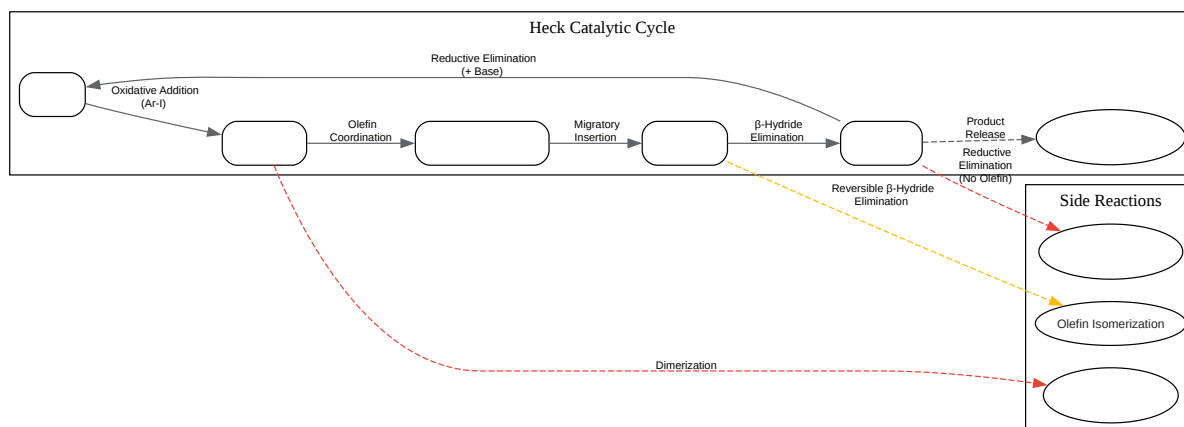 Heck Catalytic Cycle
Reductive Elimination
(+ Base)
Oxidative Addition
(Ar-I)
Olefin
Coordination
Migratory
Insertion
β-Hydride
Elimination
Product
Release
Reductive
Elimination
(No Olefin)
Reversible β-Hydride
Elimination
Side Reactions
Olefin Isomerization
Dimerization